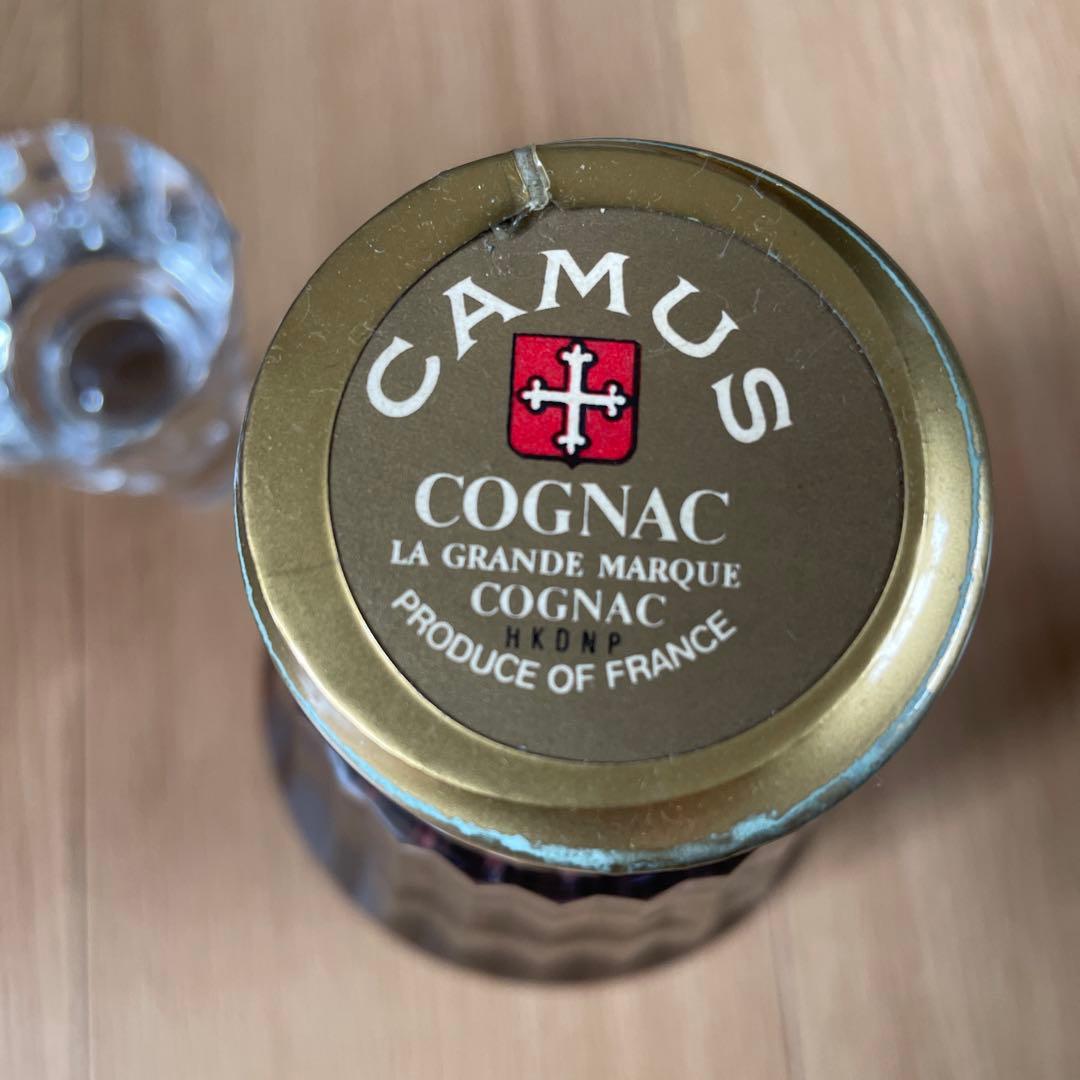 CAMUS
COGNAC
LA GRANDE MARQUE
COGNAC
HKDNP
PRODUCE OF FRANCE